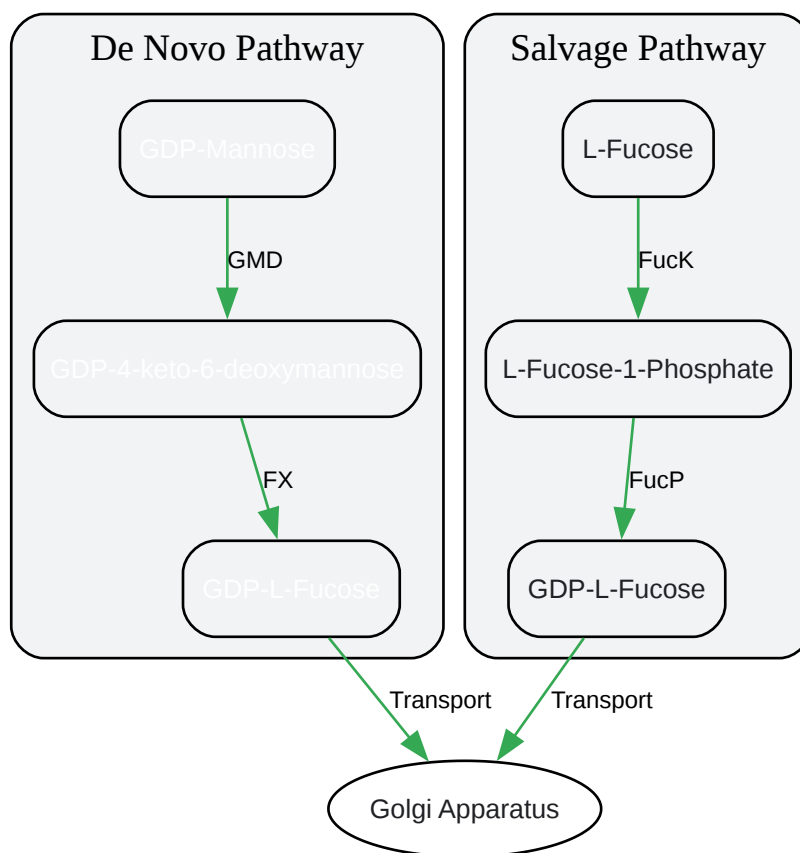 De Novo Pathway
GDP-Mannose
GMD
GDP-4-keto-6-deoxymannose
FX
GDP-L-Fucose
Transport
Salvage Pathway
L-Fucose
FucK
L-Fucose-1-Phosphate
FucP
GDP-L-Fucose
Transport
Golgi Apparatus